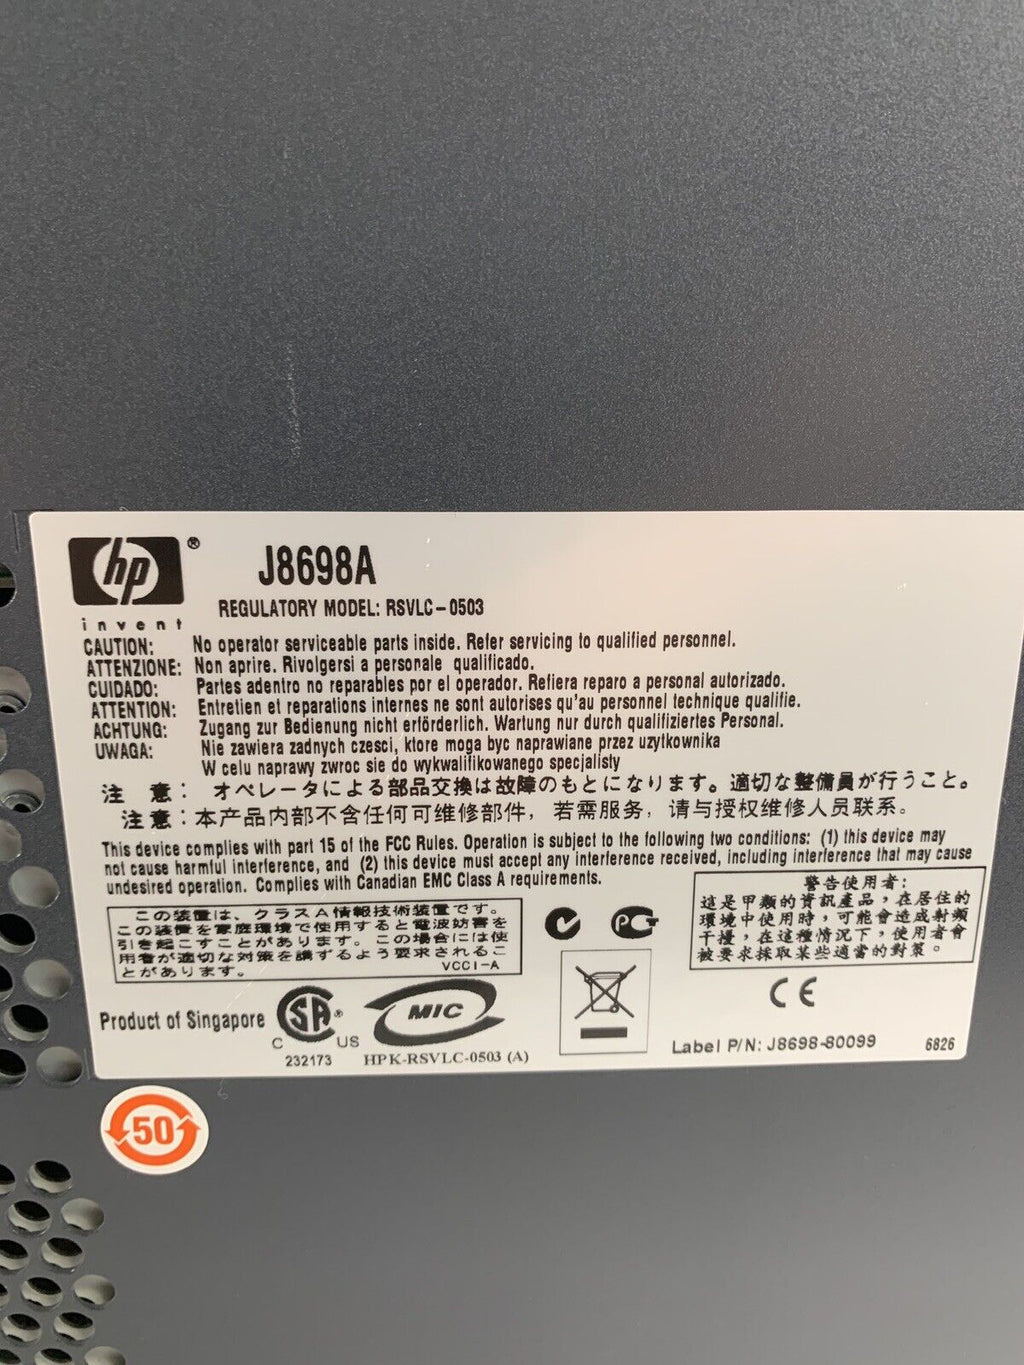 hp ®
invent
J8698A
REGULATORY MODEL: RSVLC-0503
CAUTION: No operator serviceable parts inside. Refer servicing to qualified personnel.
ATTENZIONE: Non aprire. Rivolgersi a personale qualificado.
CUIDADO: Partes adentro no reparables por el operador. Refiera reparo a personal autorizado.
ATTENTION: Entretien et reparations internes ne sont autorises qu'au personnel technique qualifie.
ACHTUNG: Zugang zur Bedienung nicht erförderlich. Wartung nur durch qualifiziertes Personal.
UWAGA: Nie zawiera zadnych czesci, ktore moga byc naprawiane przez uzytkownika
W celu naprawy zwroc sie do wykwalifikowanego specjalisty
注 意： オペレータによる部品交換は故障のもとになります。適切な整備員が行うこと。
注意：本产品内部不含任何可维修部件，若需服务，请与授权维修人员联系。
This device complies with part 15 of the FCC Rules. Operation is subject to the following two conditions: (1) this device may
not cause harmful interference, and (2) this device must accept any interference received, including interference that may cause
undesired operation. Complies with Canadian EMC Class A requirements.
この装置は、クラスA情報技術装置です。
この装置を家庭環境で使用すると電波妨害を
引き起こすことがあります。この場合には使
用者が適切な対策を講ずるよう要求されるこ
とがあります。 VCCI-A
警告使用者：
這是甲類的資訊產品，在居住的
環境中使用時，可能會造成射頻
干擾，在這種情況下，使用者會
被要求採取某些適當的對策。
Product of Singapore
SA ®
C US
232173
MIC
HPK-RSVLC-0503 (A)
CE
Label P/N: J8698-80099
6826
50